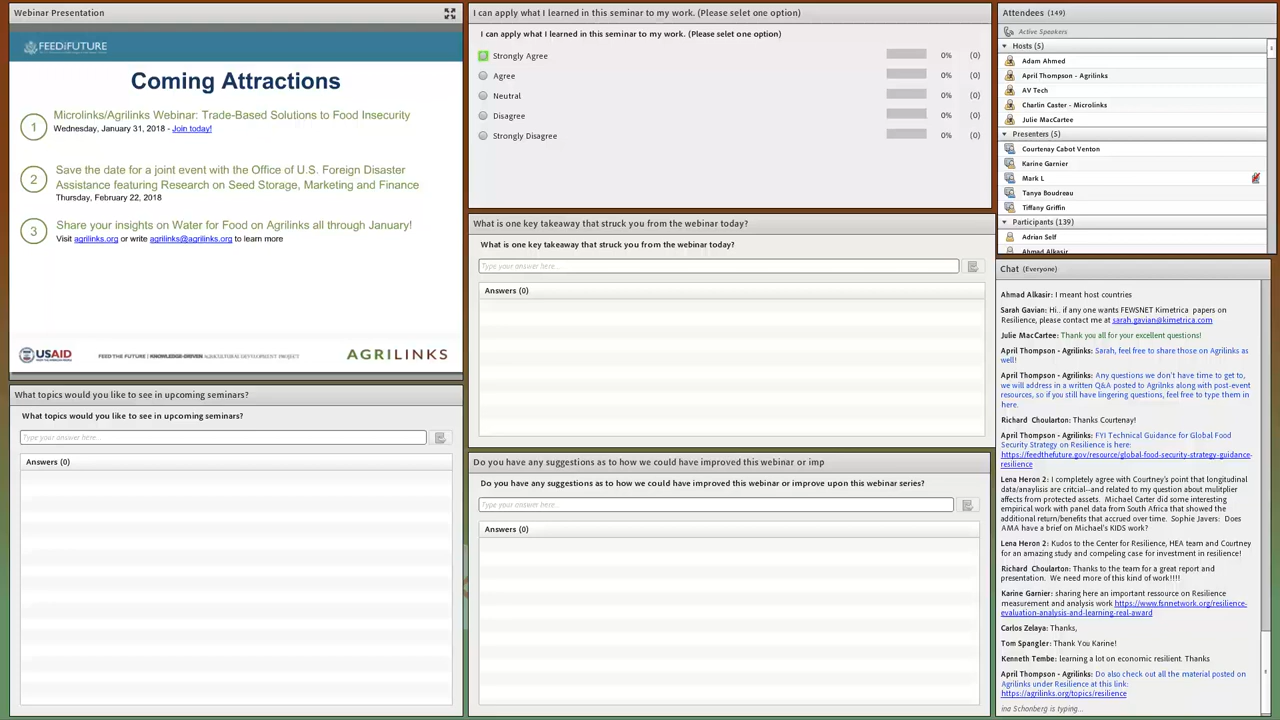 Webinar Presentation
FEEDᵻFUTURE
Coming Attractions
1
Microlinks/Agrilinks Webinar: Trade-Based Solutions to Food Insecurity
Wednesday, January 31, 2018 - Join today!
2
Save the date for a joint event with the Office of U.S. Foreign Disaster
Assistance featuring Research on Seed Storage, Marketing and Finance
Thursday, February 22, 2018
3
Share your insights on Water for Food on Agrilinks all through January!
Visit agrilinks.org or write agrilinks@agrilinks.org to learn more
USAID
FEED THE FUTURE | KNOWLEDGE-DRIVEN AGRICULTURAL DEVELOPMENT PROJECT
AGRILINKS
What topics would you like to see in upcoming seminars?
What topics would you like to see in upcoming seminars?
Type your answer here...
Answers (0)
I can apply what I learned in this seminar to my work. (Please selet one option)
I can apply what I learned in this seminar to my work. (Please selet one option)
Strongly Agree 0% (0)
Agree 0% (0)
Neutral 0% (0)
Disagree 0% (0)
Strongly Disagree 0% (0)
What is one key takeaway that struck you from the webinar today?
What is one key takeaway that struck you from the webinar today?
Type your answer here...
Answers (0)
Do you have any suggestions as to how we could have improved this webinar or imp
Do you have any suggestions as to how we could have improved this webinar or improve upon this webinar series?
Type your answer here...
Answers (0)
Attendees (149)
Active Speakers
Hosts (5)
Adam Ahmed
April Thompson - Agrilinks
AV Tech
Charlin Caster - Microlinks
Julie MacCartee
Presenters (5)
Courtenay Cabot Venton
Karine Garnier
Mark L
Tanya Boudreau
Tiffany Griffin
Participants (139)
Adrian Self
Ahmad Alkasir
Chat (Everyone)
Ahmad Alkasir: I meant host countries
Sarah Gavian: Hi.. if any one wants FEWSNET Kimetrica papers on
Resilience, please contact me at sarah.gavian@kimetrica.com
Julie MacCartee: Thank you all for your excellent questions!
April Thompson - Agrilinks: Sarah, feel free to share those on Agrilinks as
well!
April Thompson - Agrilinks: Any questions we don't have time to get to,
we will address in a written Q&A posted to Agrilnks along with post-event
resources, so if you still have lingering questions, feel free to type them in
here.
Richard Choularton: Thanks Courtenay!
April Thompson - Agrilinks: FYI Technical Guidance for Global Food
Security Strategy on Resilience is here:
https://feedthefuture.gov/resource/global-food-security-strategy-guidance-
resilience
Lena Heron 2: I completely agree with Courtney's point that longitudinal
data/anaylisis are critcial--and related to my question about mulitplier
affects from protected assets. Michael Carter did some interesting
empirical work with panel data from South Africa that showed the
additional return/benefits that accrued over time. Sophie Javers: Does
AMA have a brief on Michael's KIDS work?
Lena Heron 2: Kudos to the Center for Resilience, HEA team and Courtney
for an amazing study and compeling case for investment in resilience!
Richard Choularton: Thanks to the team for a great report and
presentation. We need more of this kind of work!!!!
Karine Garnier: sharing here an important ressource on Resilience
measurement and analysis work https://www.fsnnetwork.org/resilience-
evaluation-analysis-and-learning-real-award
Carlos Zelaya: Thanks,
Tom Spangler: Thank You Karine!
Kenneth Tembe: learning a lot on economic resilient. Thanks
April Thompson - Agrilinks: Do also check out all the material posted on
Agrilinks under Resilience at this link:
https://agrilinks.org/topics/resilience
ina Schonberg is typing...